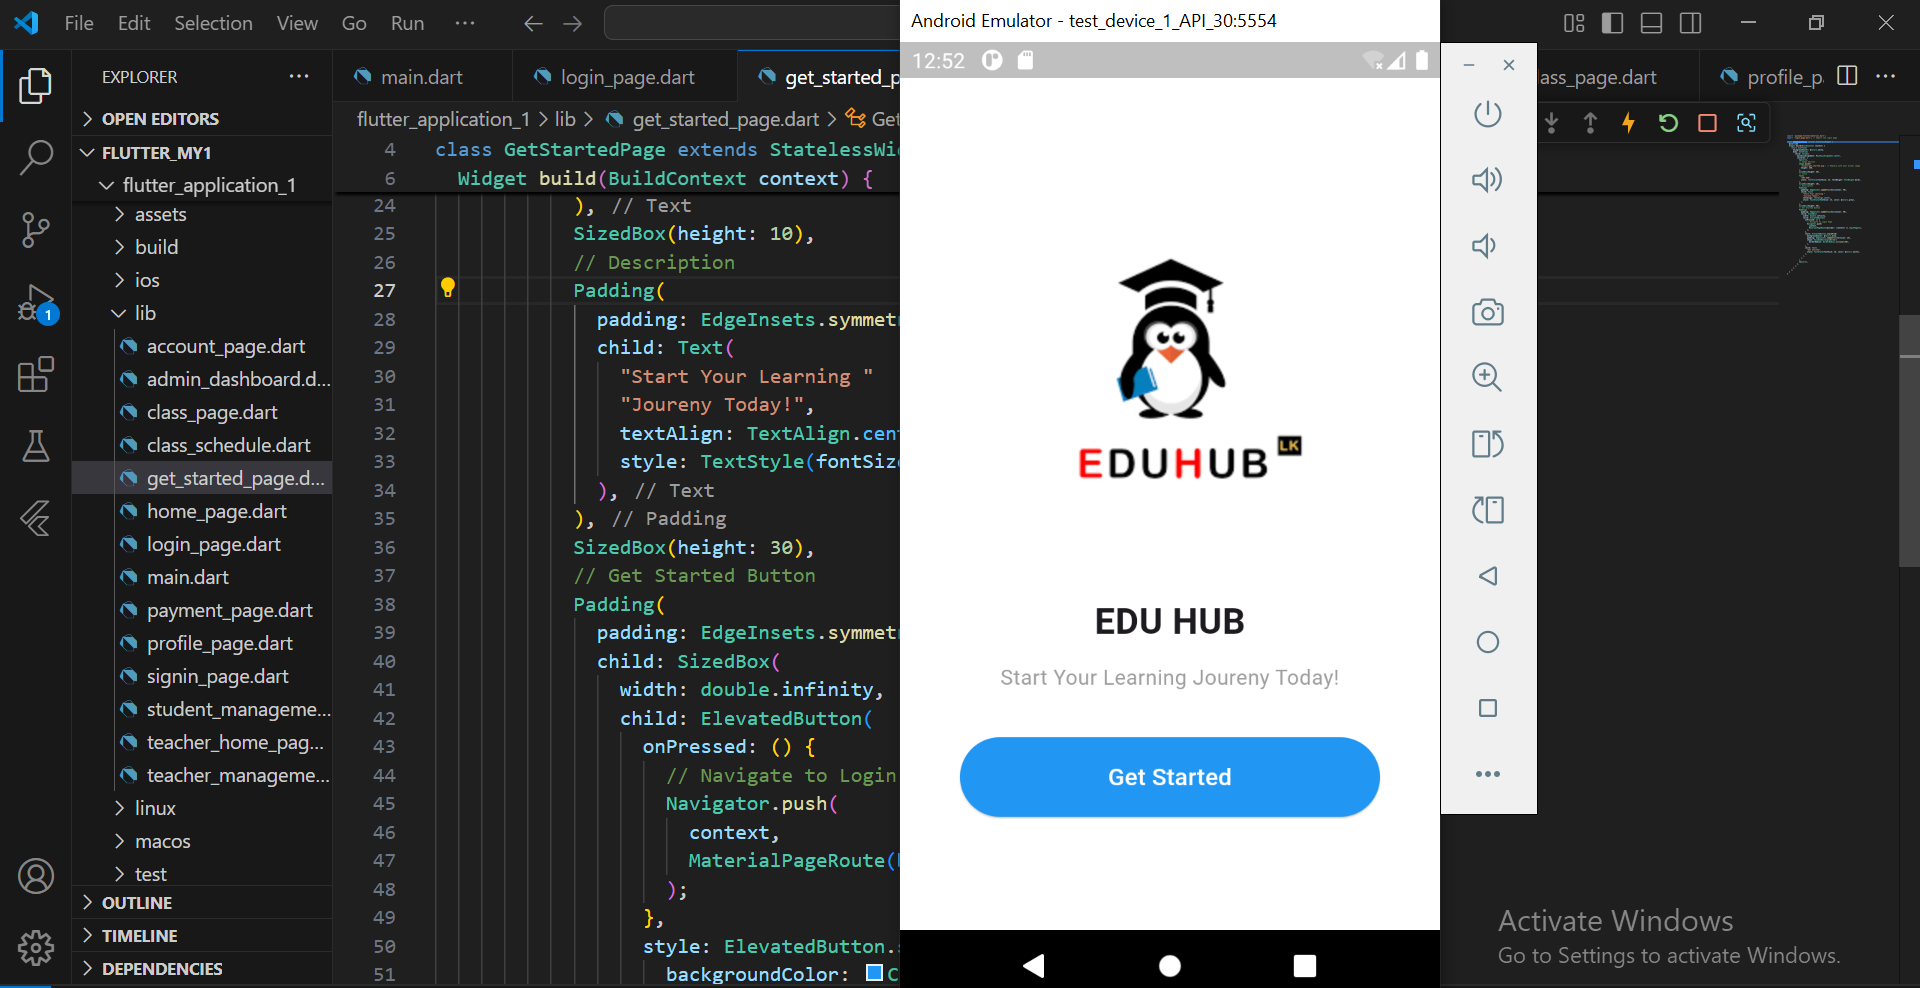 File Edit Selection View Go Run ···
Android Emulator - test_device_1_API_30:5554
EXPLORER ···
main.dart
login_page.dart
get_started_p
ass_page.dart
profile_pa
OPEN EDITORS
FLUTTER_MY1
flutter_application_1
assets
build
ios
lib
account_page.dart
admin_dashboard.d...
class_page.dart
class_schedule.dart
get_started_page.d...
home_page.dart
login_page.dart
main.dart
payment_page.dart
profile_page.dart
signin_page.dart
student_manageme...
teacher_home_pag...
teacher_manageme...
linux
macos
test
OUTLINE
TIMELINE
DEPENDENCIES
1
flutter_application_1 > lib > get_started_page.dart > Get
4 class GetStartedPage extends StatelessWi
6 Widget build(BuildContext context) {
24 ), // Text
25 SizedBox(height: 10),
26 // Description
27 Padding(
28 padding: EdgeInsets.symmet
29 child: Text(
30 "Start Your Learning "
31 "Joureny Today!",
32 textAlign: TextAlign.cen
33 style: TextStyle(fontSiz
34 ), // Text
35 ), // Padding
36 SizedBox(height: 30),
37 // Get Started Button
38 Padding(
39 padding: EdgeInsets.symmet
40 child: SizedBox(
41 width: double.infinity,
42 child: ElevatedButton(
43 onPressed: () {
44 // Navigate to Login
45 Navigator.push(
46 context,
47 MaterialPageRoute(
48 );
49 },
50 style: ElevatedButton.
51 backgroundColor: C
12:52
EDUHUB LK
EDU HUB
Start Your Learning Joureny Today!
Get Started
Activate Windows
Go to Settings to activate Windows.